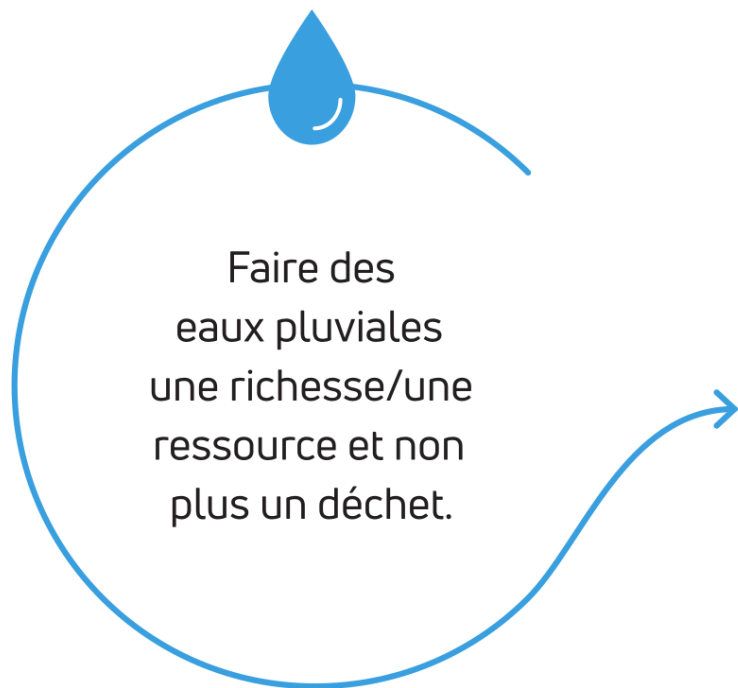 Faire des
eaux pluviales
une richesse/une
ressource et non
plus un déchet.